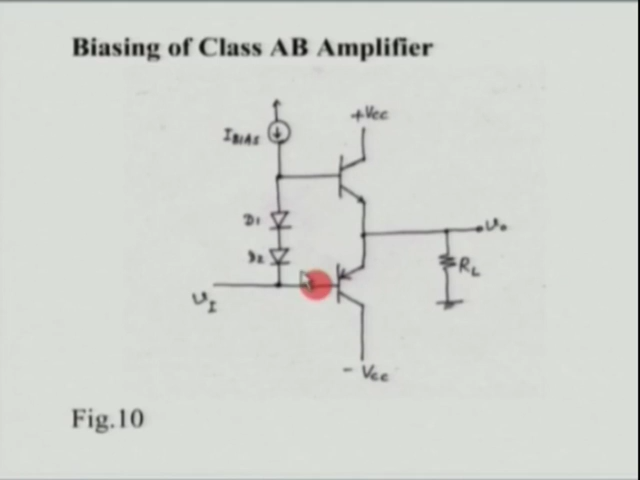 Biasing of Class AB Amplifier
+Vcc
IBIAS
D1
D2
vo
RL
vI
- Vcc
Fig.10